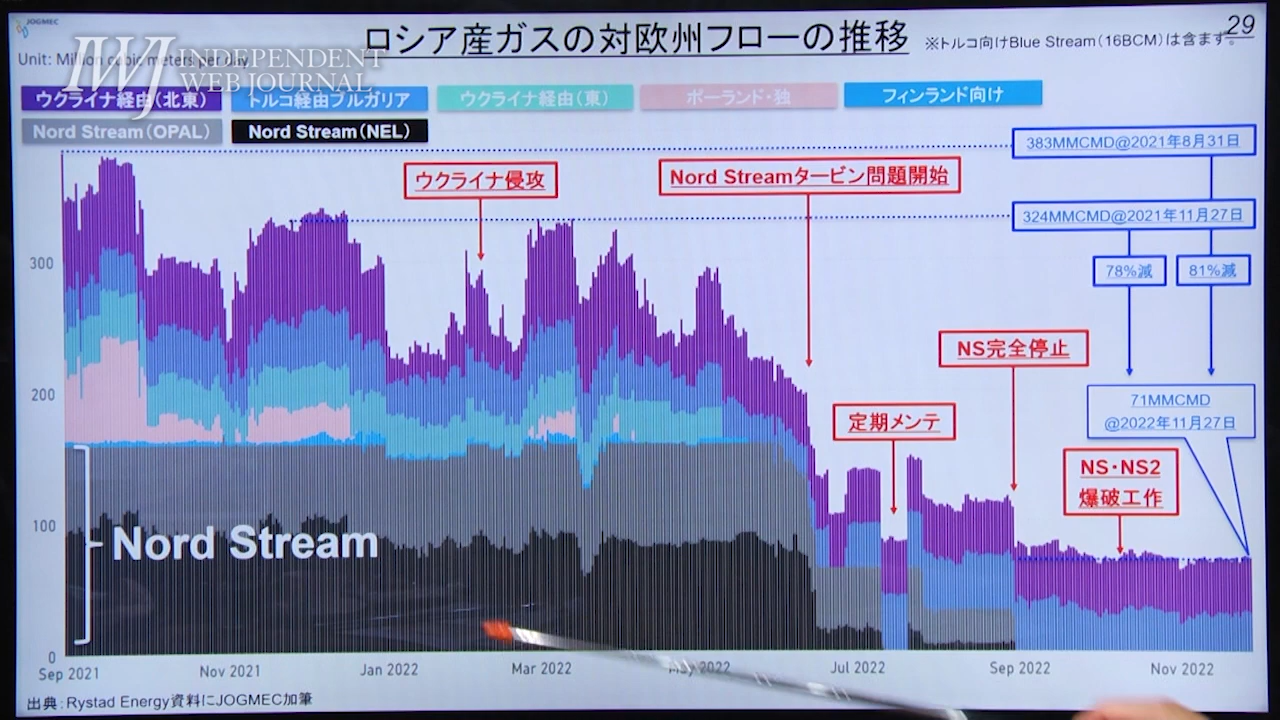 JOGMEC
ロシア産ガスの対欧州フローの推移
※トルコ向けBlue Stream(16BCM)は含まず。
29
IWJ INDEPENDENT
WEB JOURNAL
Unit: Million cubic meters per day
ウクライナ経由(北東)
トルコ経由ブルガリア
ウクライナ経由(東)
ポーランド・独
フィンランド向け
Nord Stream(OPAL)
Nord Stream(NEL)
383MMCMD@2021年8月31日
ウクライナ侵攻
Nord Streamタービン問題開始
324MMCMD@2021年11月27日
78%減
81%減
300
NS完全停止
200
71MMCMD
@2022年11月27日
定期メンテ
NS・NS2
爆破工作
100
Nord Stream
0
Sep 2021
Nov 2021
Jan 2022
Mar 2022
May 2022
Jul 2022
Sep 2022
Nov 2022
出典:Rystad Energy資料にJOGMEC加筆